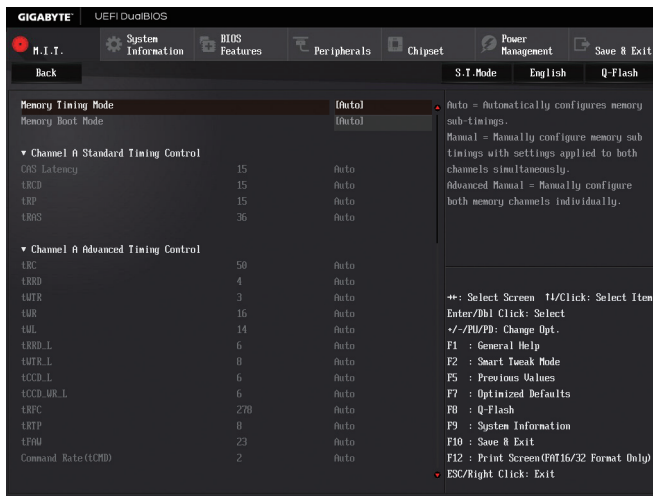 GIGABYTE™ UEFI DualBIOS
M.I.T.
System Information
BIOS Features
Peripherals
Chipset
Power Management
Save & Exit
Back
S.T.Mode English Q-Flash
Memory Timing Mode [Auto]
Memory Boot Mode [Auto]
▼ Channel A Standard Timing Control
CAS Latency 15 Auto
tRCD 15 Auto
tRP 15 Auto
tRAS 36 Auto
▼ Channel A Advanced Timing Control
tRC 50 Auto
tRRD 4 Auto
tWTR 3 Auto
tWR 16 Auto
tWL 14 Auto
tRRD_L 6 Auto
tWTR_L 8 Auto
tCCD_L 6 Auto
tCCD_WR_L 6 Auto
tRFC 278 Auto
tRTP 8 Auto
tFAW 23 Auto
Command Rate(tCMD) 2 Auto
Auto = Automatically configures memory
sub-timings.
Manual = Manually configure memory sub
timings with settings applied to both
channels simultaneously.
Advanced Manual = Manually configure
both memory channels individually.
→←: Select Screen ↑↓/Click: Select Item
Enter/Dbl Click: Select
+/-/PU/PD: Change Opt.
F1 : General Help
F2 : Smart Tweak Mode
F5 : Previous Values
F7 : Optimized Defaults
F8 : Q-Flash
F9 : System Information
F10 : Save & Exit
F12 : Print Screen(FAT16/32 Format Only)
ESC/Right Click: Exit